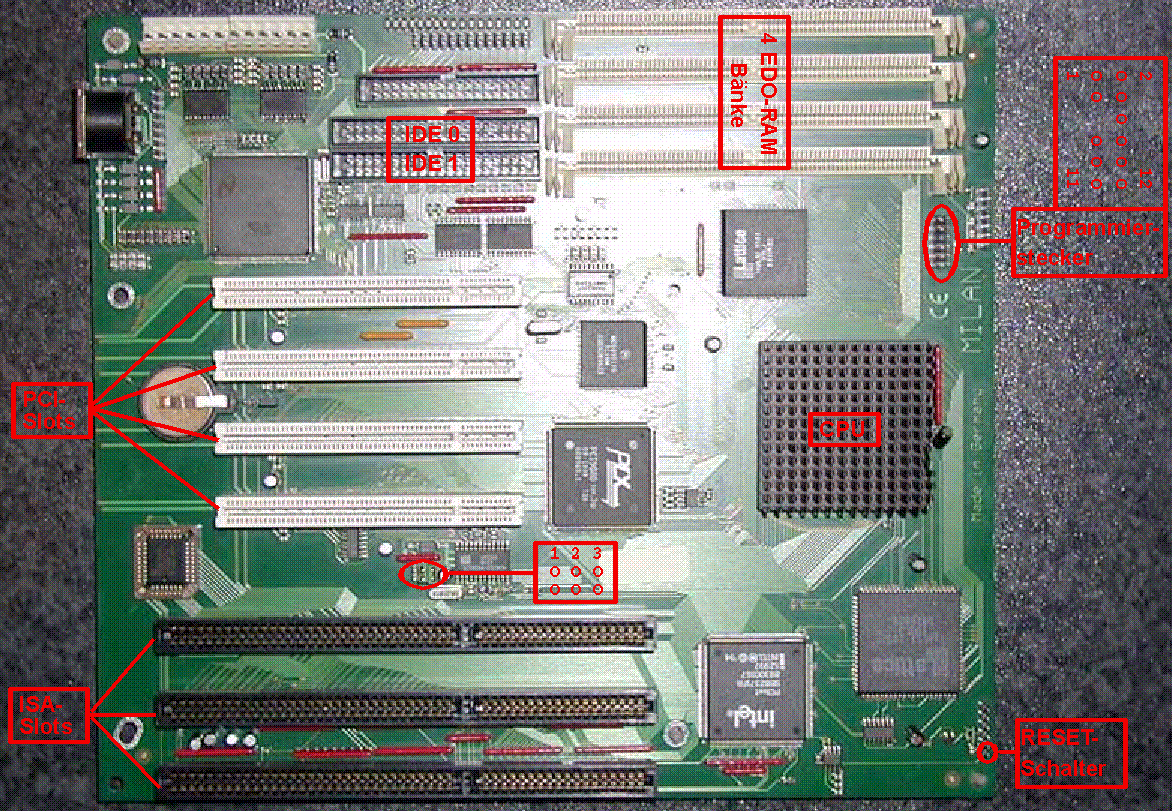 4 EDO-RAM
Bänke
IDE 0
IDE 1
1 2
11 12
Programmier-
stecker
Lattice
CE
MILAN
Made in Germany
PCI-
Slots
CPU
PLX
1 2 3
ISA-
Slots
Lattice
intel
RESET-
Schalter